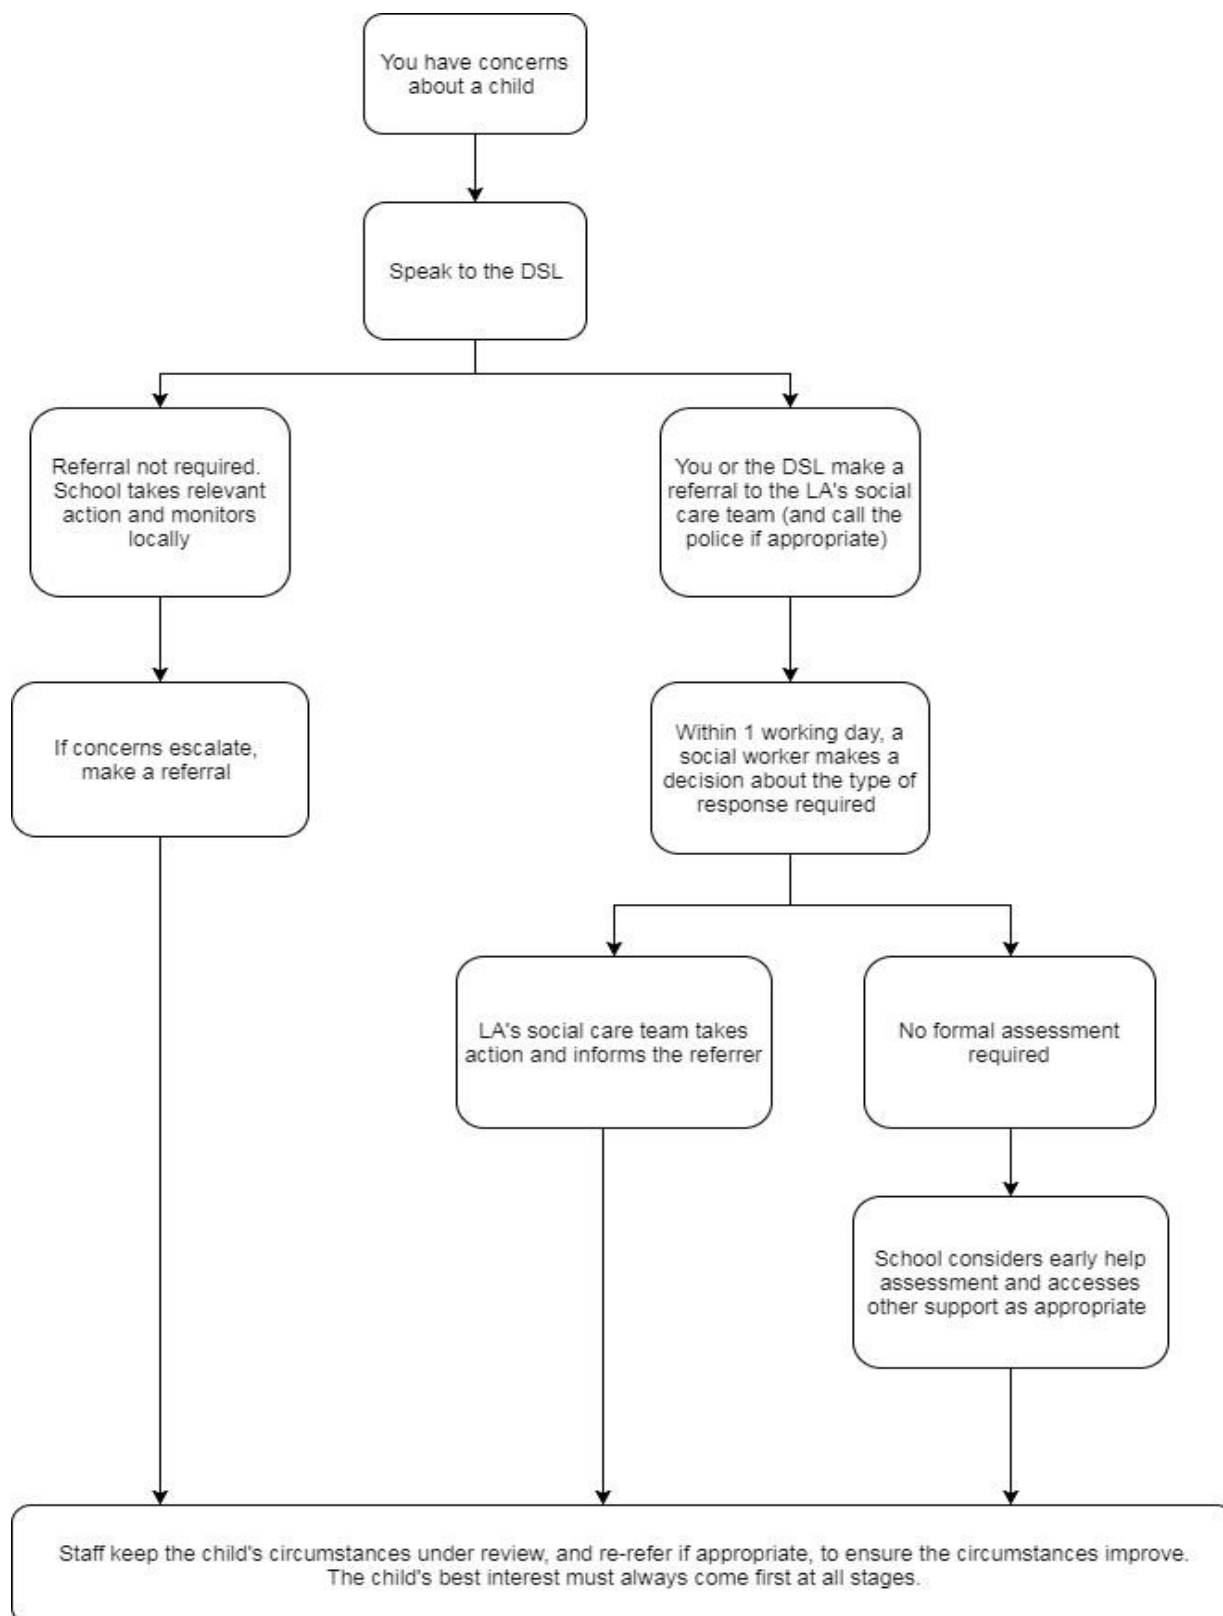 You have concerns
about a child
Speak to the DSL
Referral not required.
School takes relevant
action and monitors
locally
You or the DSL make a
referral to the LA's social
care team (and call the
police if appropriate)
If concerns escalate,
make a referral
Within 1 working day, a
social worker makes a
decision about the type of
response required
LA's social care team takes
action and informs the referrer
No formal assessment
required
School considers early help
assessment and accesses
other support as appropriate
Staff keep the child's circumstances under review, and re-refer if appropriate, to ensure the circumstances improve.
The child's best interest must always come first at all stages.